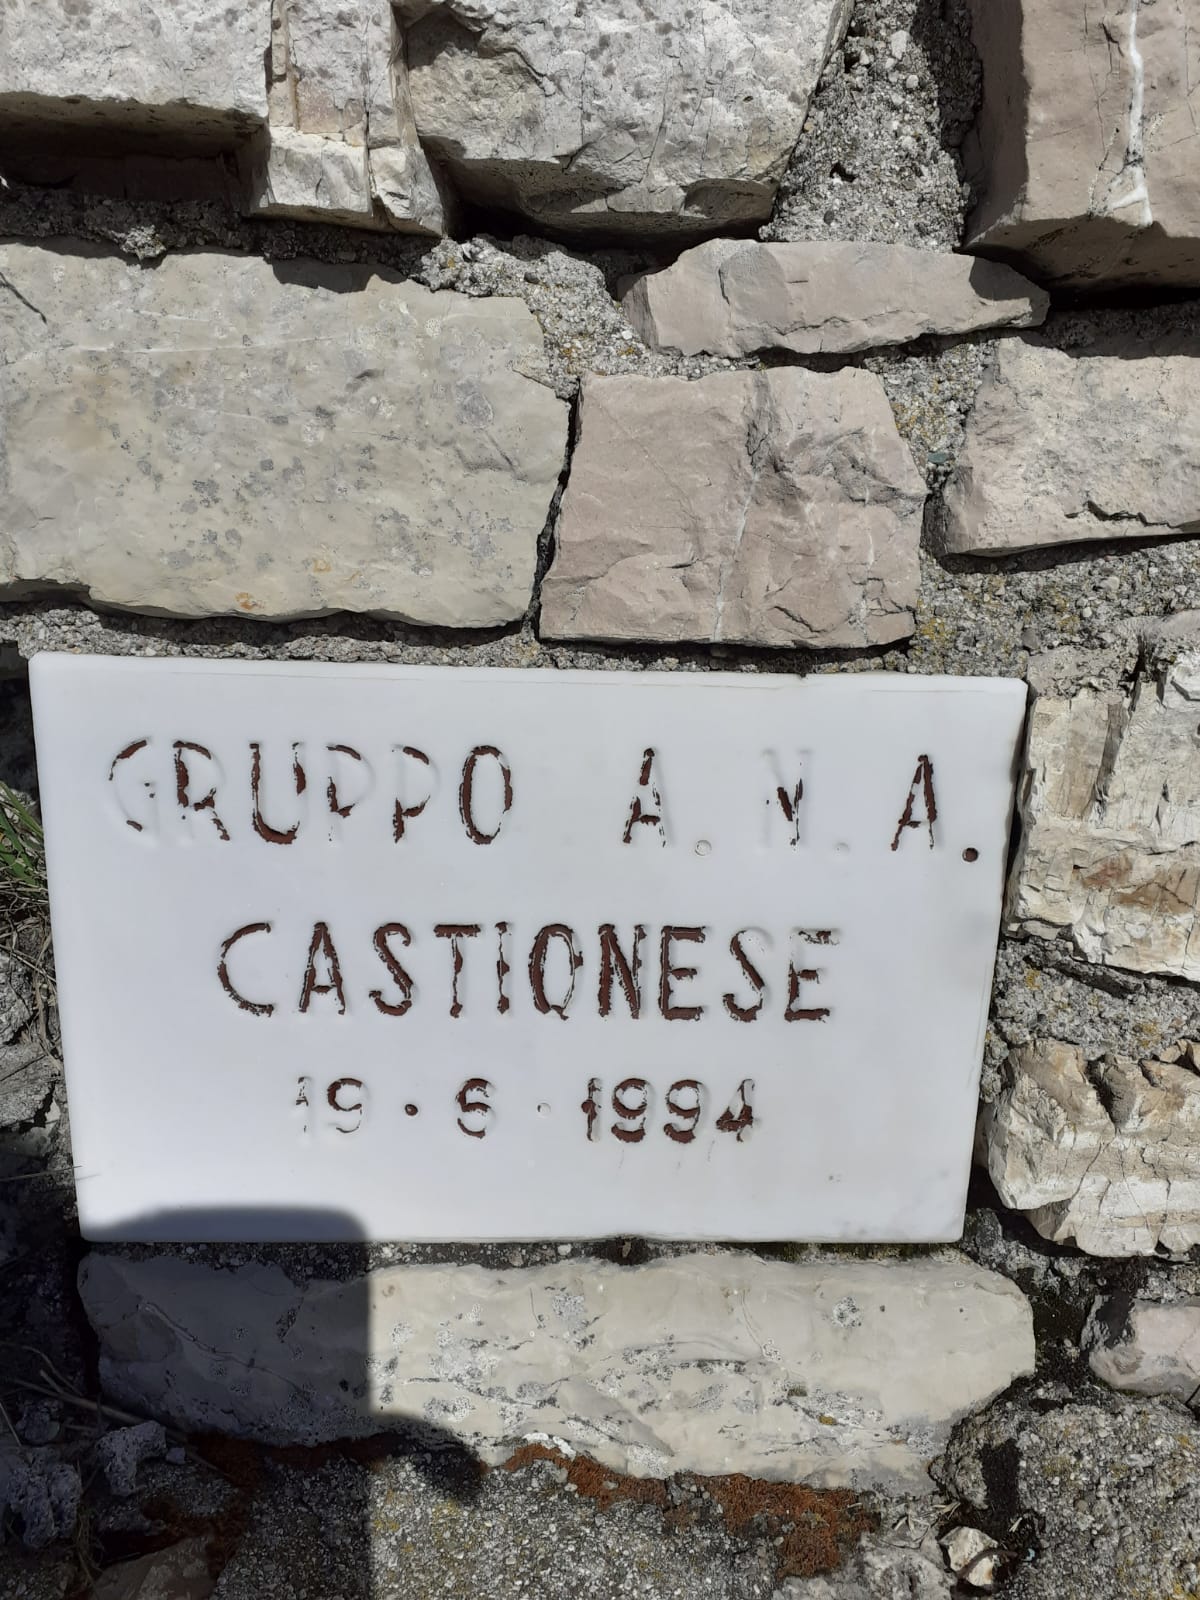 GRUPPO A. N. A.
CASTIONESE
19 · 6 · 1994